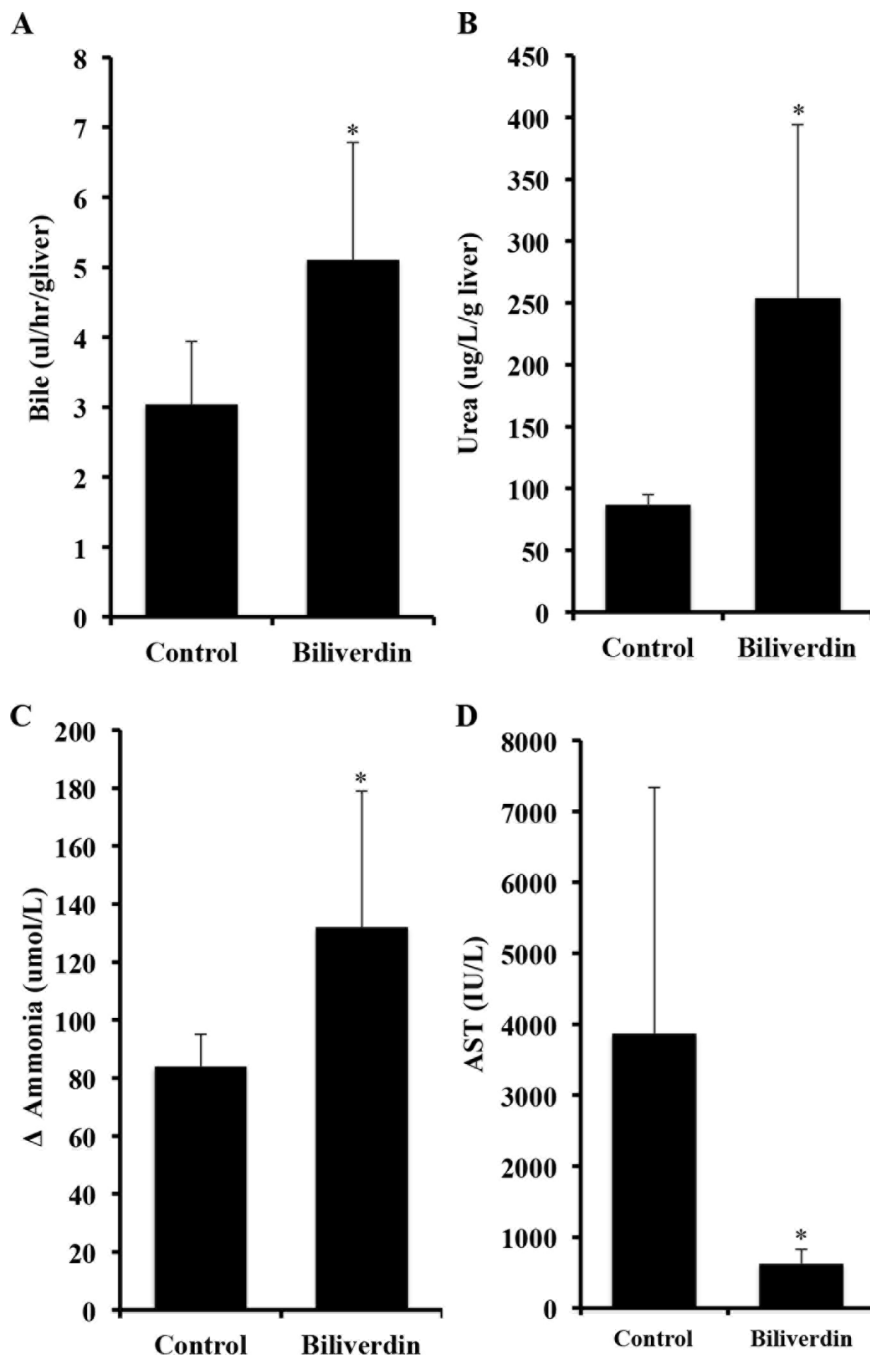 A
Bile (ul/hr/gliver)
8
7
6
5
4
3
2
1
0
*
Control
Biliverdin
B
Urea (ug/L/g liver)
450
400
350
300
250
200
150
100
50
0
*
Control
Biliverdin
C
Δ Ammonia (umol/L)
200
180
160
140
120
100
80
60
40
20
0
*
Control
Biliverdin
D
AST (IU/L)
8000
7000
6000
5000
4000
3000
2000
1000
0
*
Control
Biliverdin